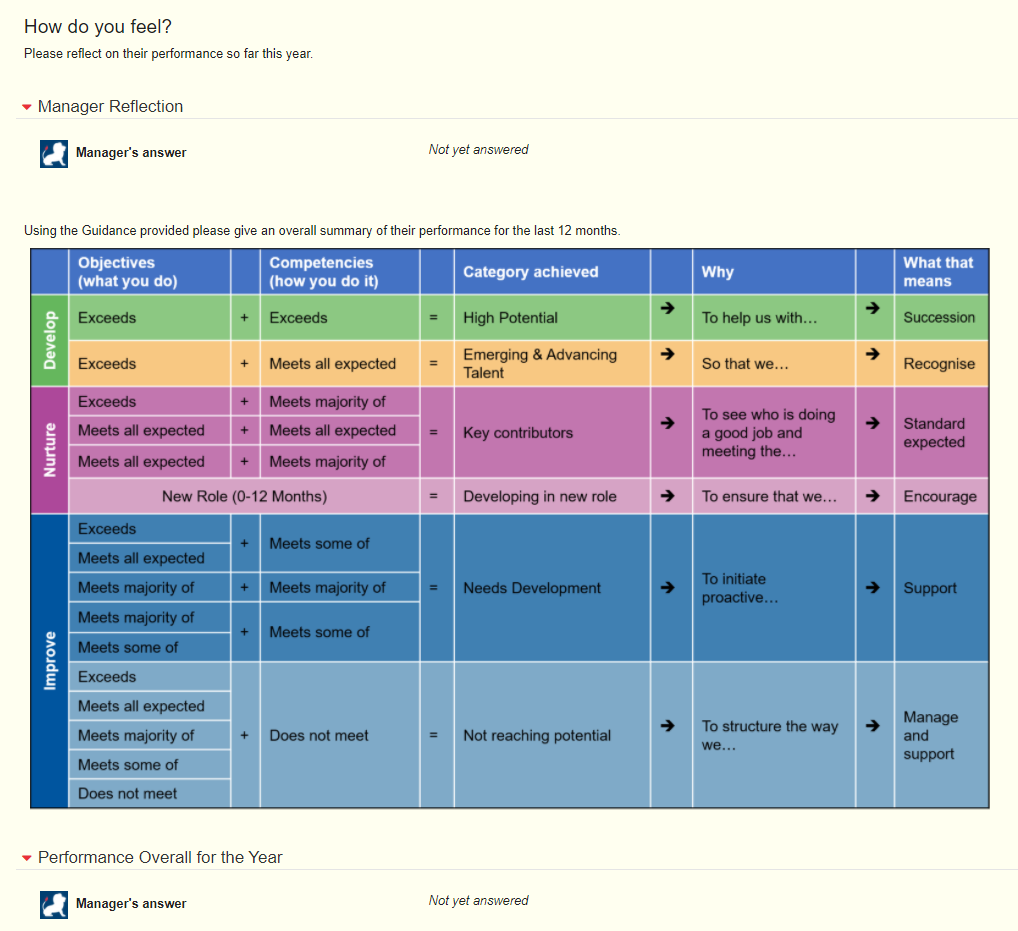 How do you feel?
Please reflect on their performance so far this year.
Manager Reflection
Manager's answer
Not yet answered
Using the Guidance provided please give an overall summary of their performance for the last 12 months.
Objectives
(what you do)
Competencies
(how you do it)
Category achieved
Why
What that
means
Develop
Exceeds + Exceeds = High Potential → To help us with... → Succession
Exceeds + Meets all expected = Emerging & Advancing
Talent
→ So that we... → Recognise
Nurture
Exceeds + Meets majority of
Meets all expected + Meets all expected
Meets all expected + Meets majority of
= Key contributors →
To see who is doing
a good job and
meeting the...
→
Standard
expected
New Role (0-12 Months) = Developing in new role → To ensure that we... → Encourage
Improve
Exceeds
Meets all expected
+ Meets some of
Meets majority of + Meets majority of
Meets majority of
Meets some of
+ Meets some of
= Needs Development →
To initiate
proactive...
→ Support
Exceeds
Meets all expected
Meets majority of
Meets some of
Does not meet
+ Does not meet = Not reaching potential →
To structure the way
we...
→
Manage
and
support
Performance Overall for the Year
Manager's answer
Not yet answered